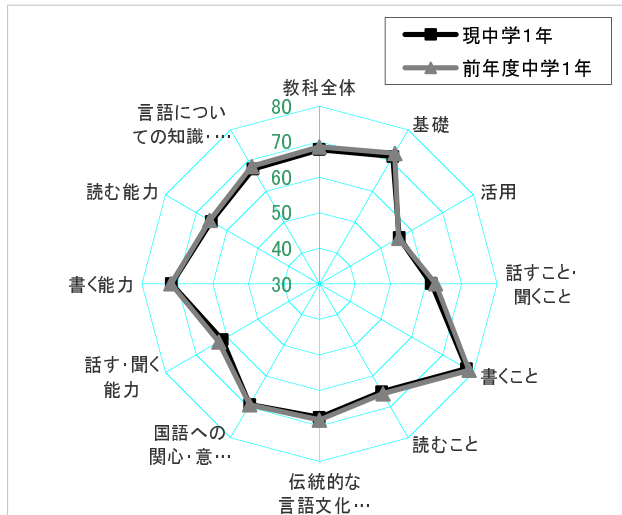 現中学1年
前年度中学1年
教科全体
基礎
活用
話すこと・
聞くこと
書くこと
読むこと
伝統的な
言語文化…
国語への
関心・意…
話す・聞く
能力
書く能力
読む能力
言語につい
ての知識・…
80
70
60
50
40
30